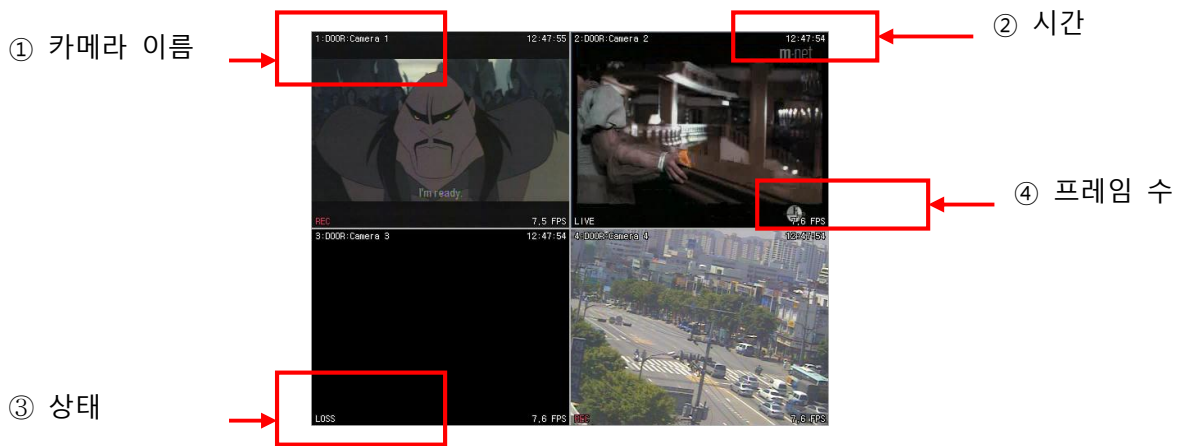 ① 카메라 이름
② 시간
1:DOOR:Camera 1 12:47:55
2:DOOR:Camera 2 12:47:54
m·net
I'm ready.
REC 7.5 FPS
LIVE 7.6 FPS
④ 프레임 수
3:DOOR:Camera 3 12:47:54
4:DOOR:Camera 4 12:47:54
③ 상태
LOSS 7.6 FPS
REC 7.6 FPS